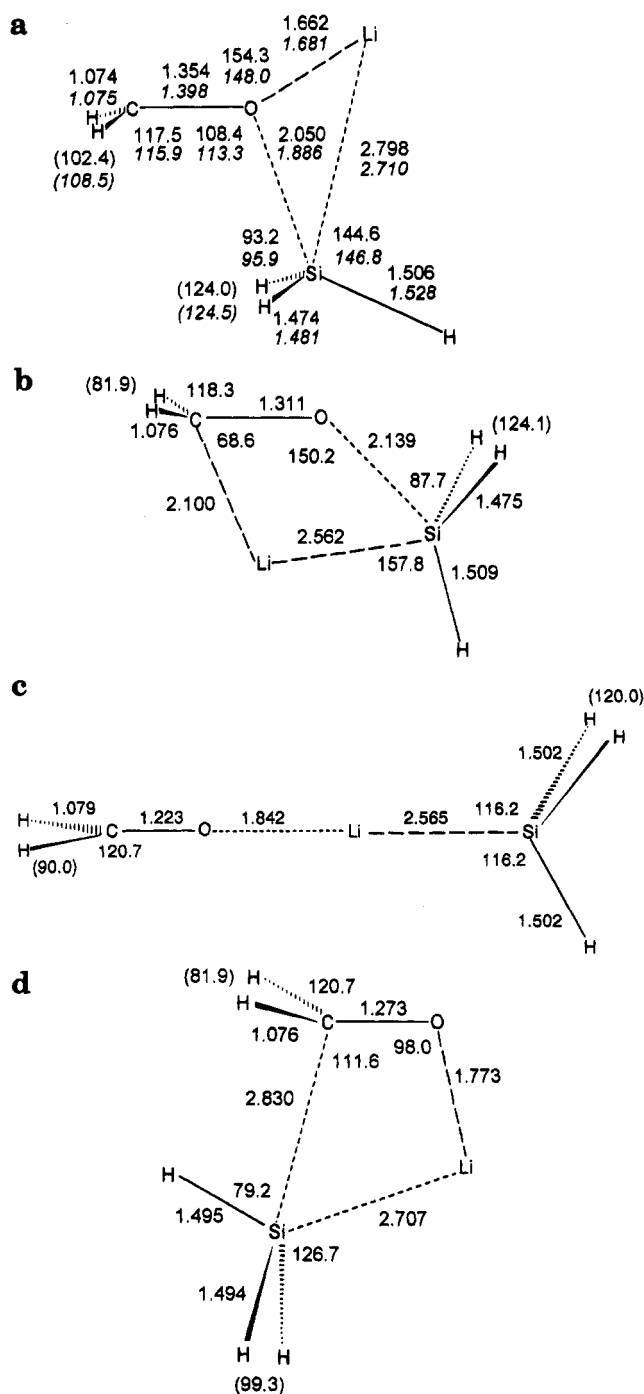 a
1.662
1.681
Li
154.3
148.0
1.354
1.398
1.074
1.075
H C O
H
117.5 108.4 2.050
115.9 113.3 1.886
(102.4)
(108.5)
2.798
2.710
93.2 144.6
95.9 146.8
H Si
(124.0) H
(124.5)
1.506
1.528
1.474
1.481
H
b
(81.9) H 118.3 1.311
H C O
1.076 68.6
150.2
2.139
H (124.1)
H
87.7
1.475
2.100
2.562
Si
Li
157.8
1.509
H
c
(120.0)
H
H
1.502
1.079 1.223 1.842 2.565 116.2
H C O Li Si
H 120.7
(90.0)
116.2
1.502
H
d
(81.9) H 120.7
H 1.273
C O
1.076
111.6 98.0
1.773
2.830
H
Li
79.2
1.495
2.707
Si
126.7
1.494
H H
(99.3)